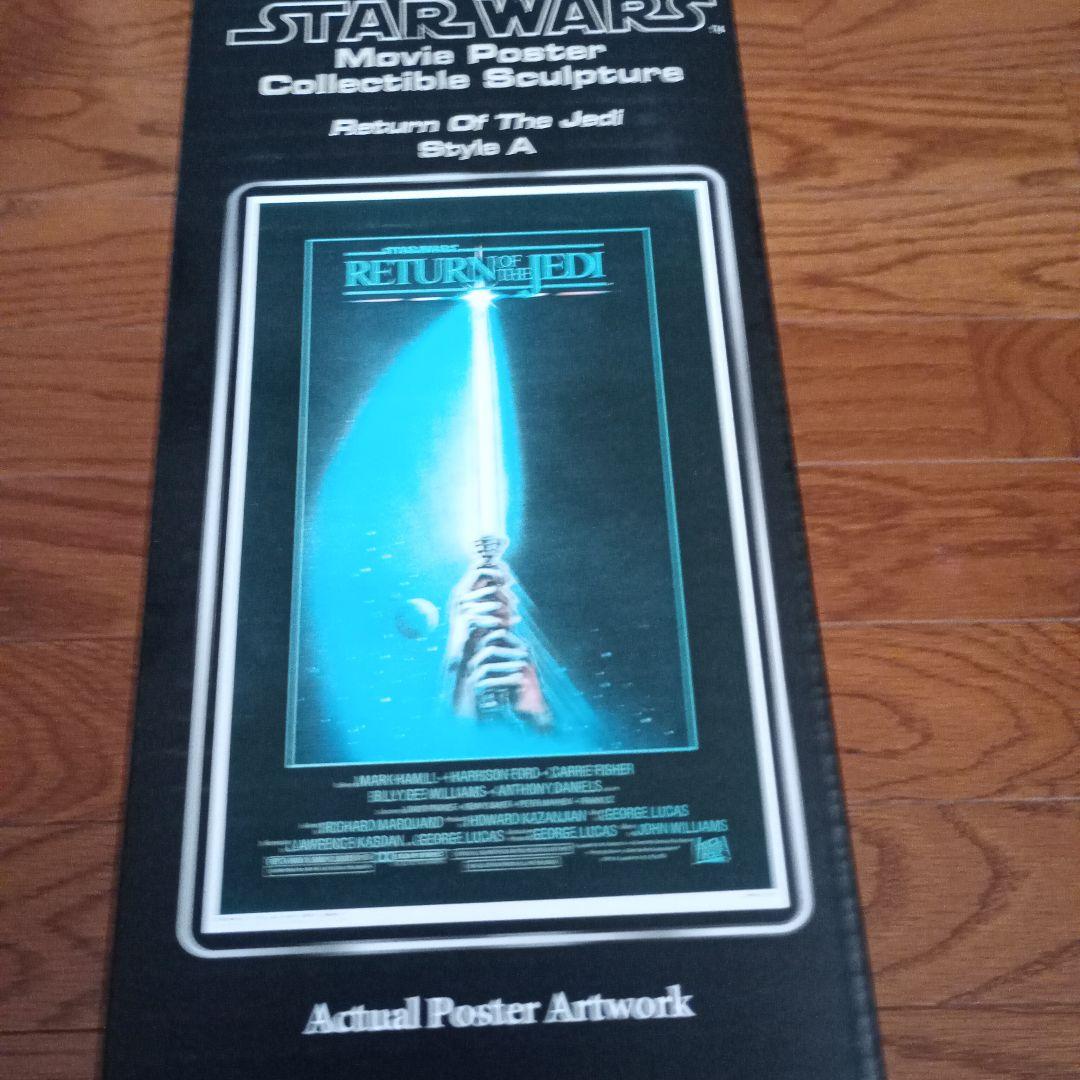 STAR WARS TM
Movie Poster
Collectible Sculpture
Return Of The Jedi
Style A
STAR WARS
RETURN OF THE JEDI
MARK HAMILL • HARRISON FORD • CARRIE FISHER
BILLY DEE WILLIAMS • ANTHONY DANIELS
RICHARD MARQUAND HOWARD KAZANJIAN GEORGE LUCAS
LAWRENCE KASDAN GEORGE LUCAS GEORGE LUCAS JOHN WILLIAMS
Actual Poster Artwork